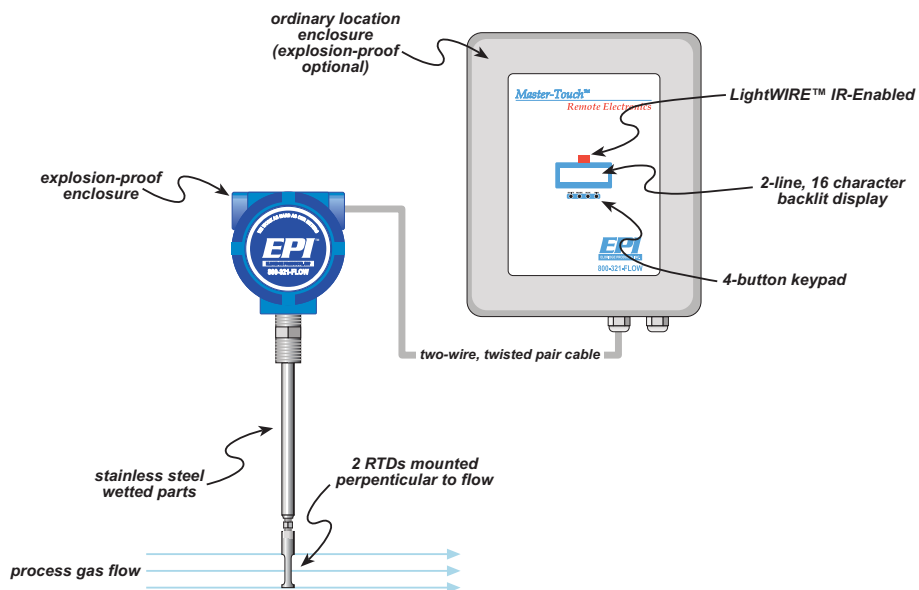 ordinary location
enclosure
(explosion-proof
optional)
Master-Touch™
Remote Electronics
LightWIRE™ IR-Enabled
explosion-proof
enclosure
2-line, 16 character
backlit display
EPI
800-321-FLOW
EPI
800-321-FLOW
4-button keypad
two-wire, twisted pair cable
stainless steel
wetted parts
2 RTDs mounted
perpenticular to flow
process gas flow